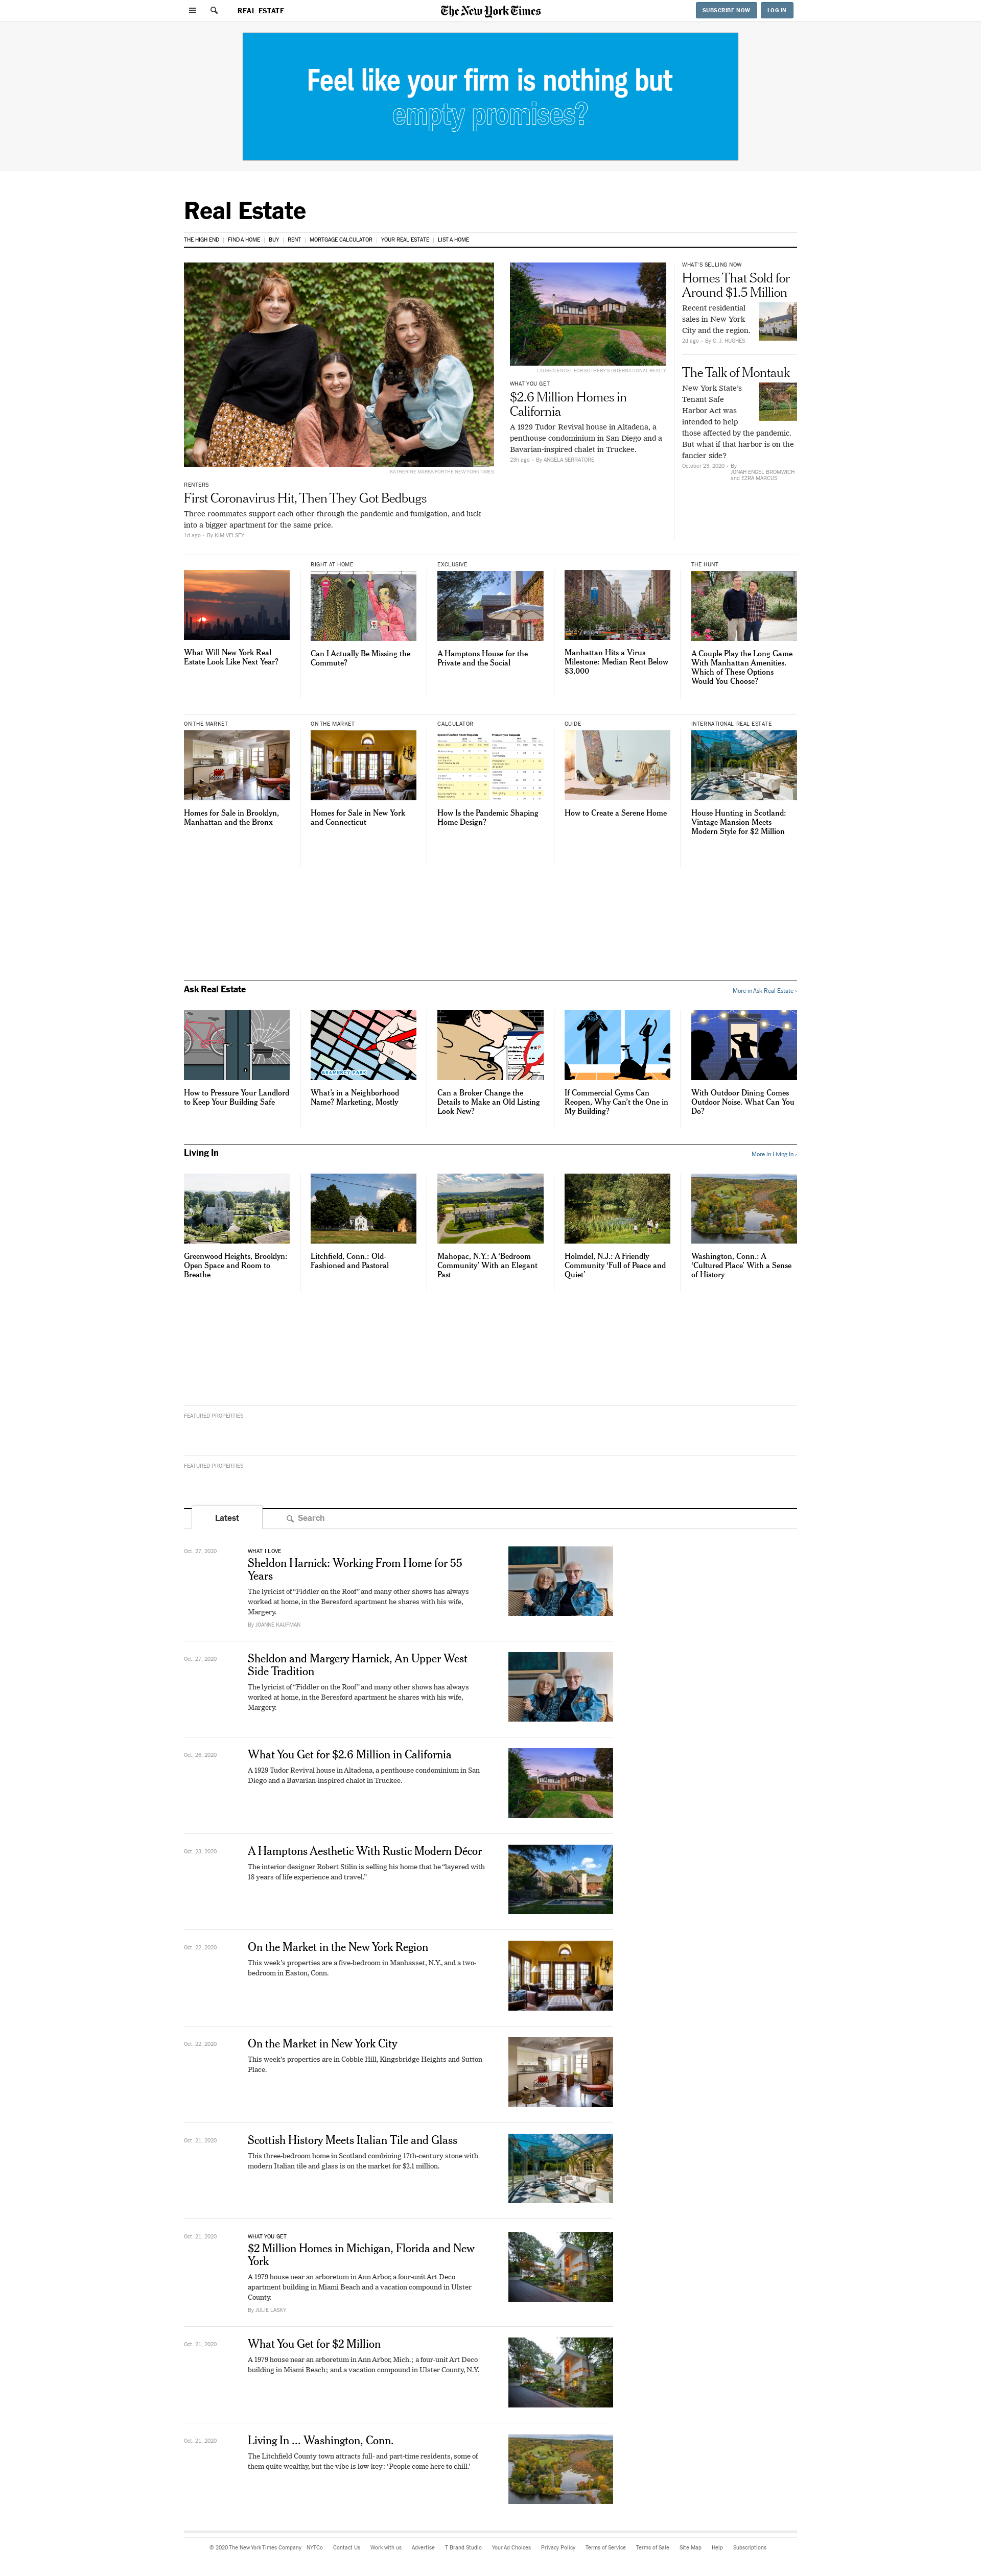 REAL ESTATE
The New York Times
SUBSCRIBE NOW
LOG IN
Feel like your firm is nothing but
empty promises?
Real Estate
THE HIGH END
FIND A HOME
BUY
RENT
MORTGAGE CALCULATOR
YOUR REAL ESTATE
LIST A HOME
KATHERINE MARKS FOR THE NEW YORK TIMES
RENTERS
First Coronavirus Hit, Then They Got Bedbugs
Three roommates support each other through the pandemic and fumigation, and luck
into a bigger apartment for the same price.
1d ago - By KIM VELSEY
LAUREN ENGEL FOR SOTHEBY'S INTERNATIONAL REALTY
WHAT YOU GET
$2.6 Million Homes in
California
A 1929 Tudor Revival house in Altadena, a
penthouse condominium in San Diego and a
Bavarian-inspired chalet in Truckee.
23h ago - By ANGELA SERRATORE
WHAT'S SELLING NOW
Homes That Sold for
Around $1.5 Million
Recent residential
sales in New York
City and the region.
2d ago - By C. J. HUGHES
The Talk of Montauk
New York State's
Tenant Safe
Harbor Act was
intended to help
those affected by the pandemic.
But what if that harbor is on the
fancier side?
October 23, 2020 - By
JONAH ENGEL BROMWICH
and EZRA MARCUS
What Will New York Real
Estate Look Like Next Year?
RIGHT AT HOME
Can I Actually Be Missing the
Commute?
EXCLUSIVE
A Hamptons House for the
Private and the Social
Manhattan Hits a Virus
Milestone: Median Rent Below
$3,000
THE HUNT
A Couple Play the Long Game
With Manhattan Amenities.
Which of These Options
Would You Choose?
ON THE MARKET
Homes for Sale in Brooklyn,
Manhattan and the Bronx
ON THE MARKET
Homes for Sale in New York
and Connecticut
CALCULATOR
How Is the Pandemic Shaping
Home Design?
GUIDE
How to Create a Serene Home
INTERNATIONAL REAL ESTATE
House Hunting in Scotland:
Vintage Mansion Meets
Modern Style for $2 Million
Ask Real Estate
More in Ask Real Estate ›
How to Pressure Your Landlord
to Keep Your Building Safe
GRAMERCY PARK
What's in a Neighborhood
Name? Marketing, Mostly
Can a Broker Change the
Details to Make an Old Listing
Look New?
If Commercial Gyms Can
Reopen, Why Can't the One in
My Building?
With Outdoor Dining Comes
Outdoor Noise. What Can You
Do?
Living In
More in Living In ›
Greenwood Heights, Brooklyn:
Open Space and Room to
Breathe
Litchfield, Conn.: Old-
Fashioned and Pastoral
Mahopac, N.Y.: A 'Bedroom
Community' With an Elegant
Past
Holmdel, N.J.: A Friendly
Community 'Full of Peace and
Quiet'
Washington, Conn.: A
'Cultured Place' With a Sense
of History
FEATURED PROPERTIES
FEATURED PROPERTIES
Latest
Search
Oct. 27, 2020
WHAT I LOVE
Sheldon Harnick: Working From Home for 55
Years
The lyricist of "Fiddler on the Roof" and many other shows has always
worked at home, in the Beresford apartment he shares with his wife,
Margery.
By JOANNE KAUFMAN
Oct. 27, 2020
Sheldon and Margery Harnick, An Upper West
Side Tradition
The lyricist of "Fiddler on the Roof" and many other shows has always
worked at home, in the Beresford apartment he shares with his wife,
Margery.
Oct. 26, 2020
What You Get for $2.6 Million in California
A 1929 Tudor Revival house in Altadena, a penthouse condominium in San
Diego and a Bavarian-inspired chalet in Truckee.
Oct. 23, 2020
A Hamptons Aesthetic With Rustic Modern Décor
The interior designer Robert Stilin is selling his home that he "layered with
18 years of life experience and travel."
Oct. 22, 2020
On the Market in the New York Region
This week's properties are a five-bedroom in Manhasset, N.Y., and a two-
bedroom in Easton, Conn.
Oct. 22, 2020
On the Market in New York City
This week's properties are in Cobble Hill, Kingsbridge Heights and Sutton
Place.
Oct. 21, 2020
Scottish History Meets Italian Tile and Glass
This three-bedroom home in Scotland combining 17th-century stone with
modern Italian tile and glass is on the market for $2.1 million.
Oct. 21, 2020
WHAT YOU GET
$2 Million Homes in Michigan, Florida and New
York
A 1979 house near an arboretum in Ann Arbor, a four-unit Art Deco
apartment building in Miami Beach and a vacation compound in Ulster
County.
By JULIE LASKY
Oct. 21, 2020
What You Get for $2 Million
A 1979 house near an arboretum in Ann Arbor, Mich.; a four-unit Art Deco
building in Miami Beach; and a vacation compound in Ulster County, N.Y.
Oct. 21, 2020
Living In ... Washington, Conn.
The Litchfield County town attracts full- and part-time residents, some of
them quite wealthy, but the vibe is low-key: 'People come here to chill.'
© 2020 The New York Times Company
NYTCo
Contact Us
Work with us
Advertise
T Brand Studio
Your Ad Choices
Privacy Policy
Terms of Service
Terms of Sale
Site Map
Help
Subscriptions